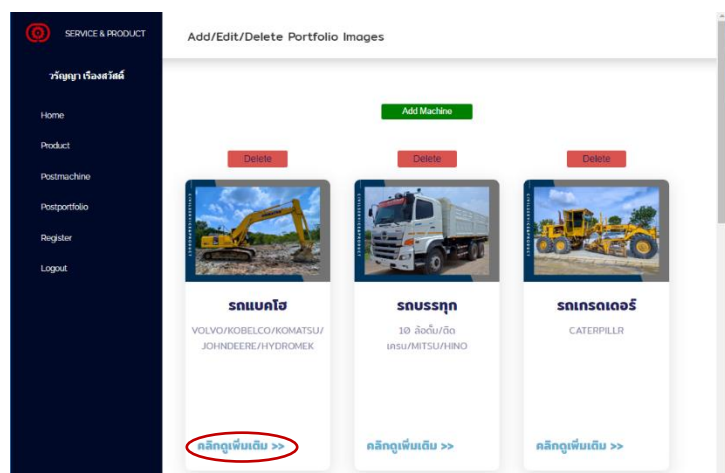 SERVICE & PRODUCT
Add/Edit/Delete Portfolio Images
วรัญญา เรืองสวัสดิ์
Home
Product
Postmachine
Postportfolio
Register
Logout
Add Machine
Delete
Delete
Delete
รถแบคโฮ
VOLVO/KOBELCO/KOMATSU/
JOHNDEERE/HYDROMEK
คลิกดูเพิ่มเติม >>
รถบรรทุก
10 ล้อดั้ม/ติด
เครน/MITSU/HINO
คลิกดูเพิ่มเติม >>
รถเกรดเดอร์
CATERPILLR
คลิกดูเพิ่มเติม >>